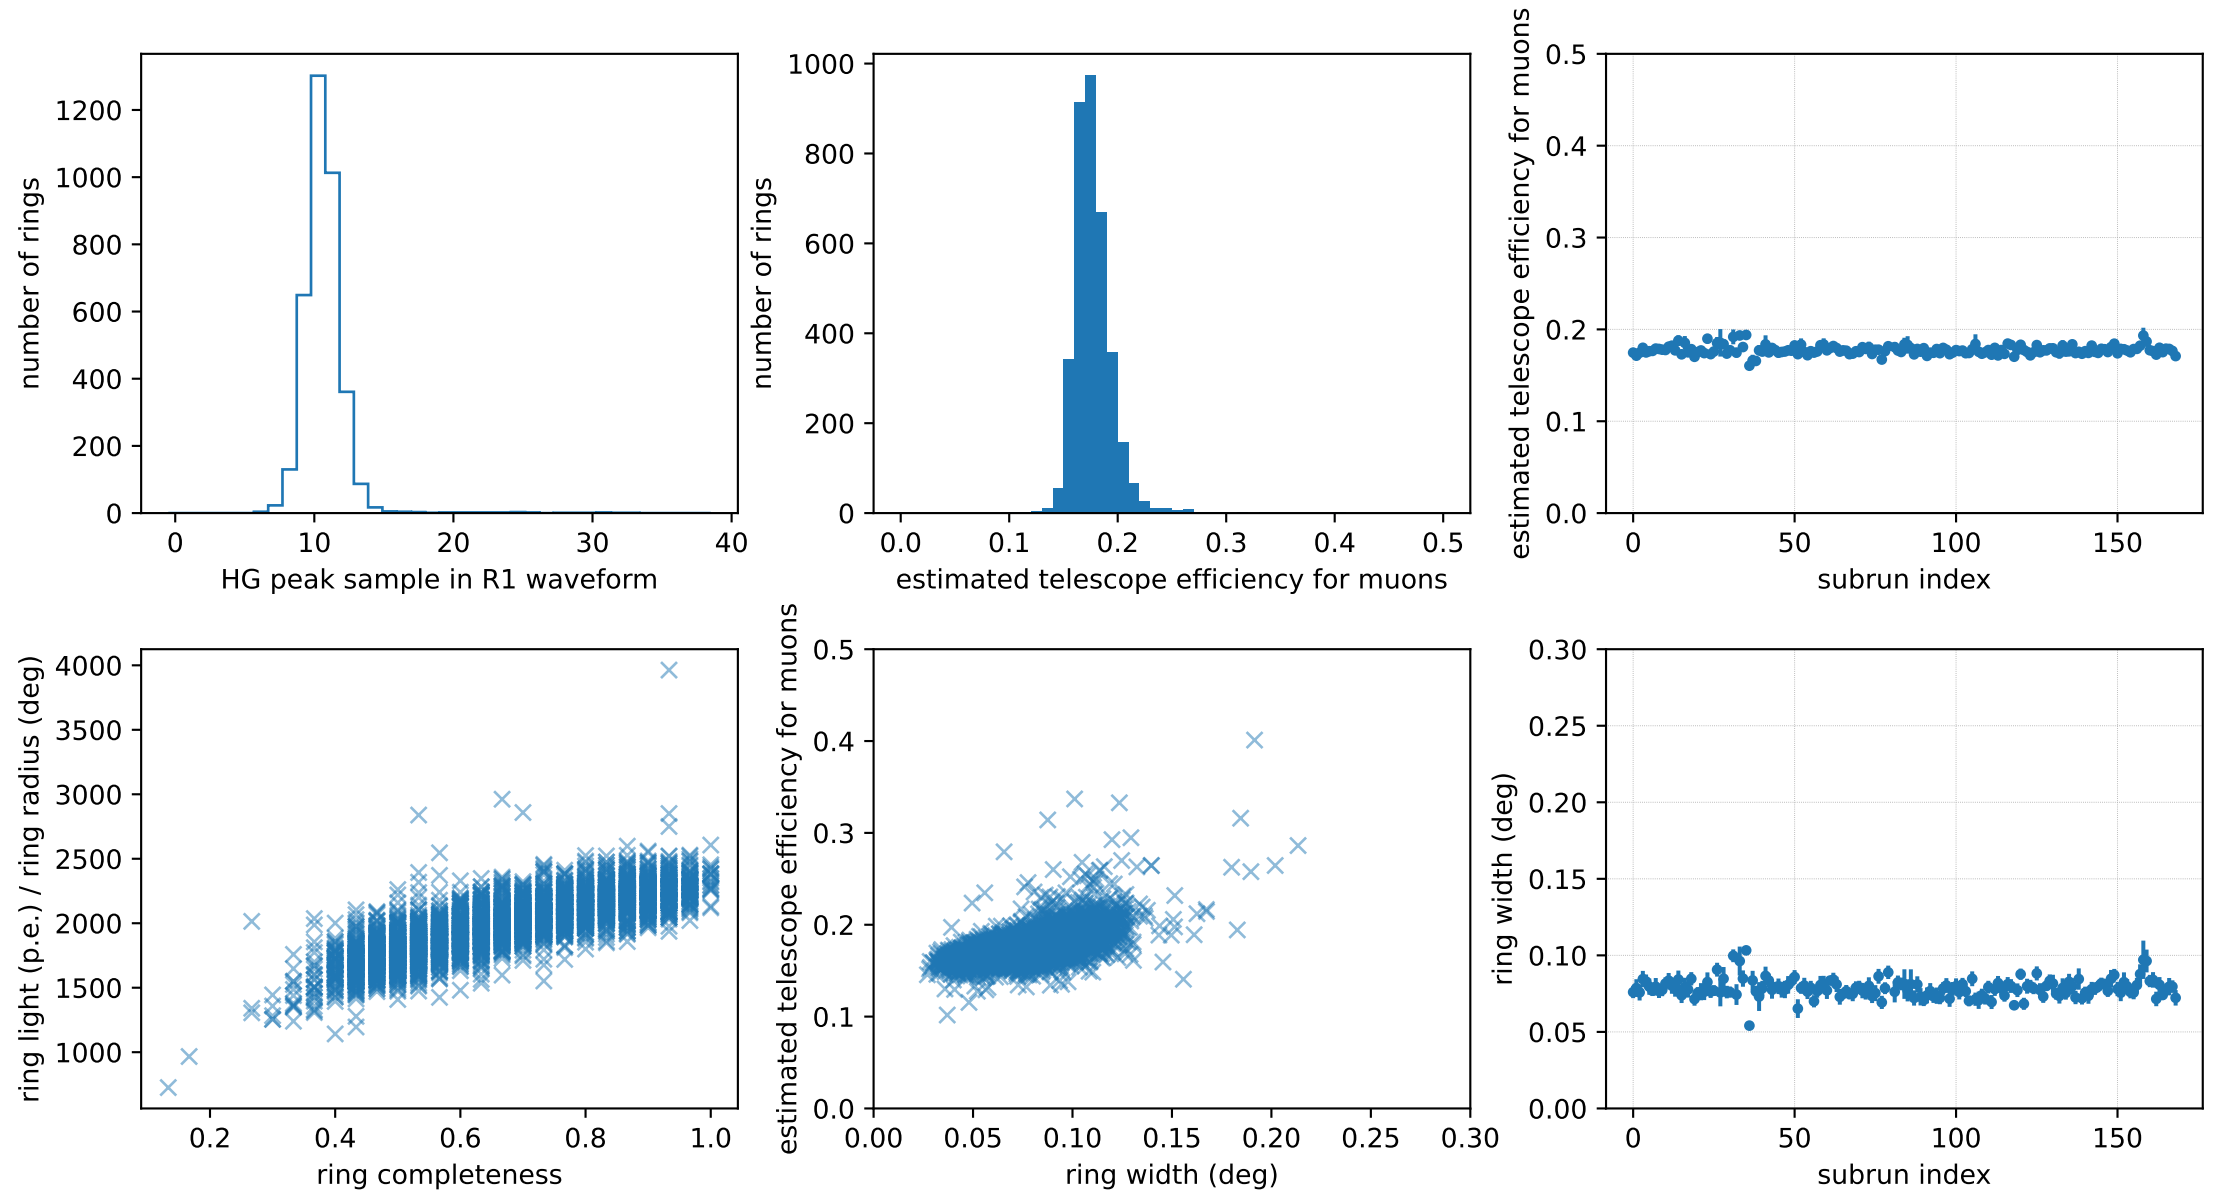 number of rings
1200
1000
800
600
400
200
0
0 10 20 30 40
HG peak sample in R1 waveform
number of rings
1000
800
600
400
200
0
0.0 0.1 0.2 0.3 0.4 0.5
estimated telescope efficiency for muons
estimated telescope efficiency for muons
0.5
0.4
0.3
0.2
0.1
0.0
0 50 100 150
subrun index
ring light (p.e.) / ring radius (deg)
4000
3500
3000
2500
2000
1500
1000
0.2 0.4 0.6 0.8 1.0
ring completeness
estimated telescope efficiency for muons
0.5
0.4
0.3
0.2
0.1
0.0
0.00 0.05 0.10 0.15 0.20 0.25 0.30
ring width (deg)
ring width (deg)
0.30
0.25
0.20
0.15
0.10
0.05
0.00
0 50 100 150
subrun index